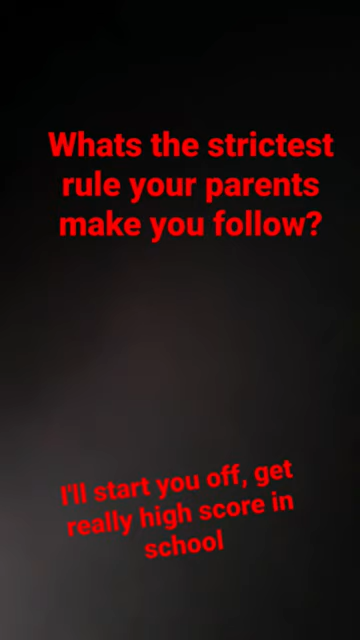 Whats the strictest
rule your parents
make you follow?
I'll start you off, get
really high score in
school